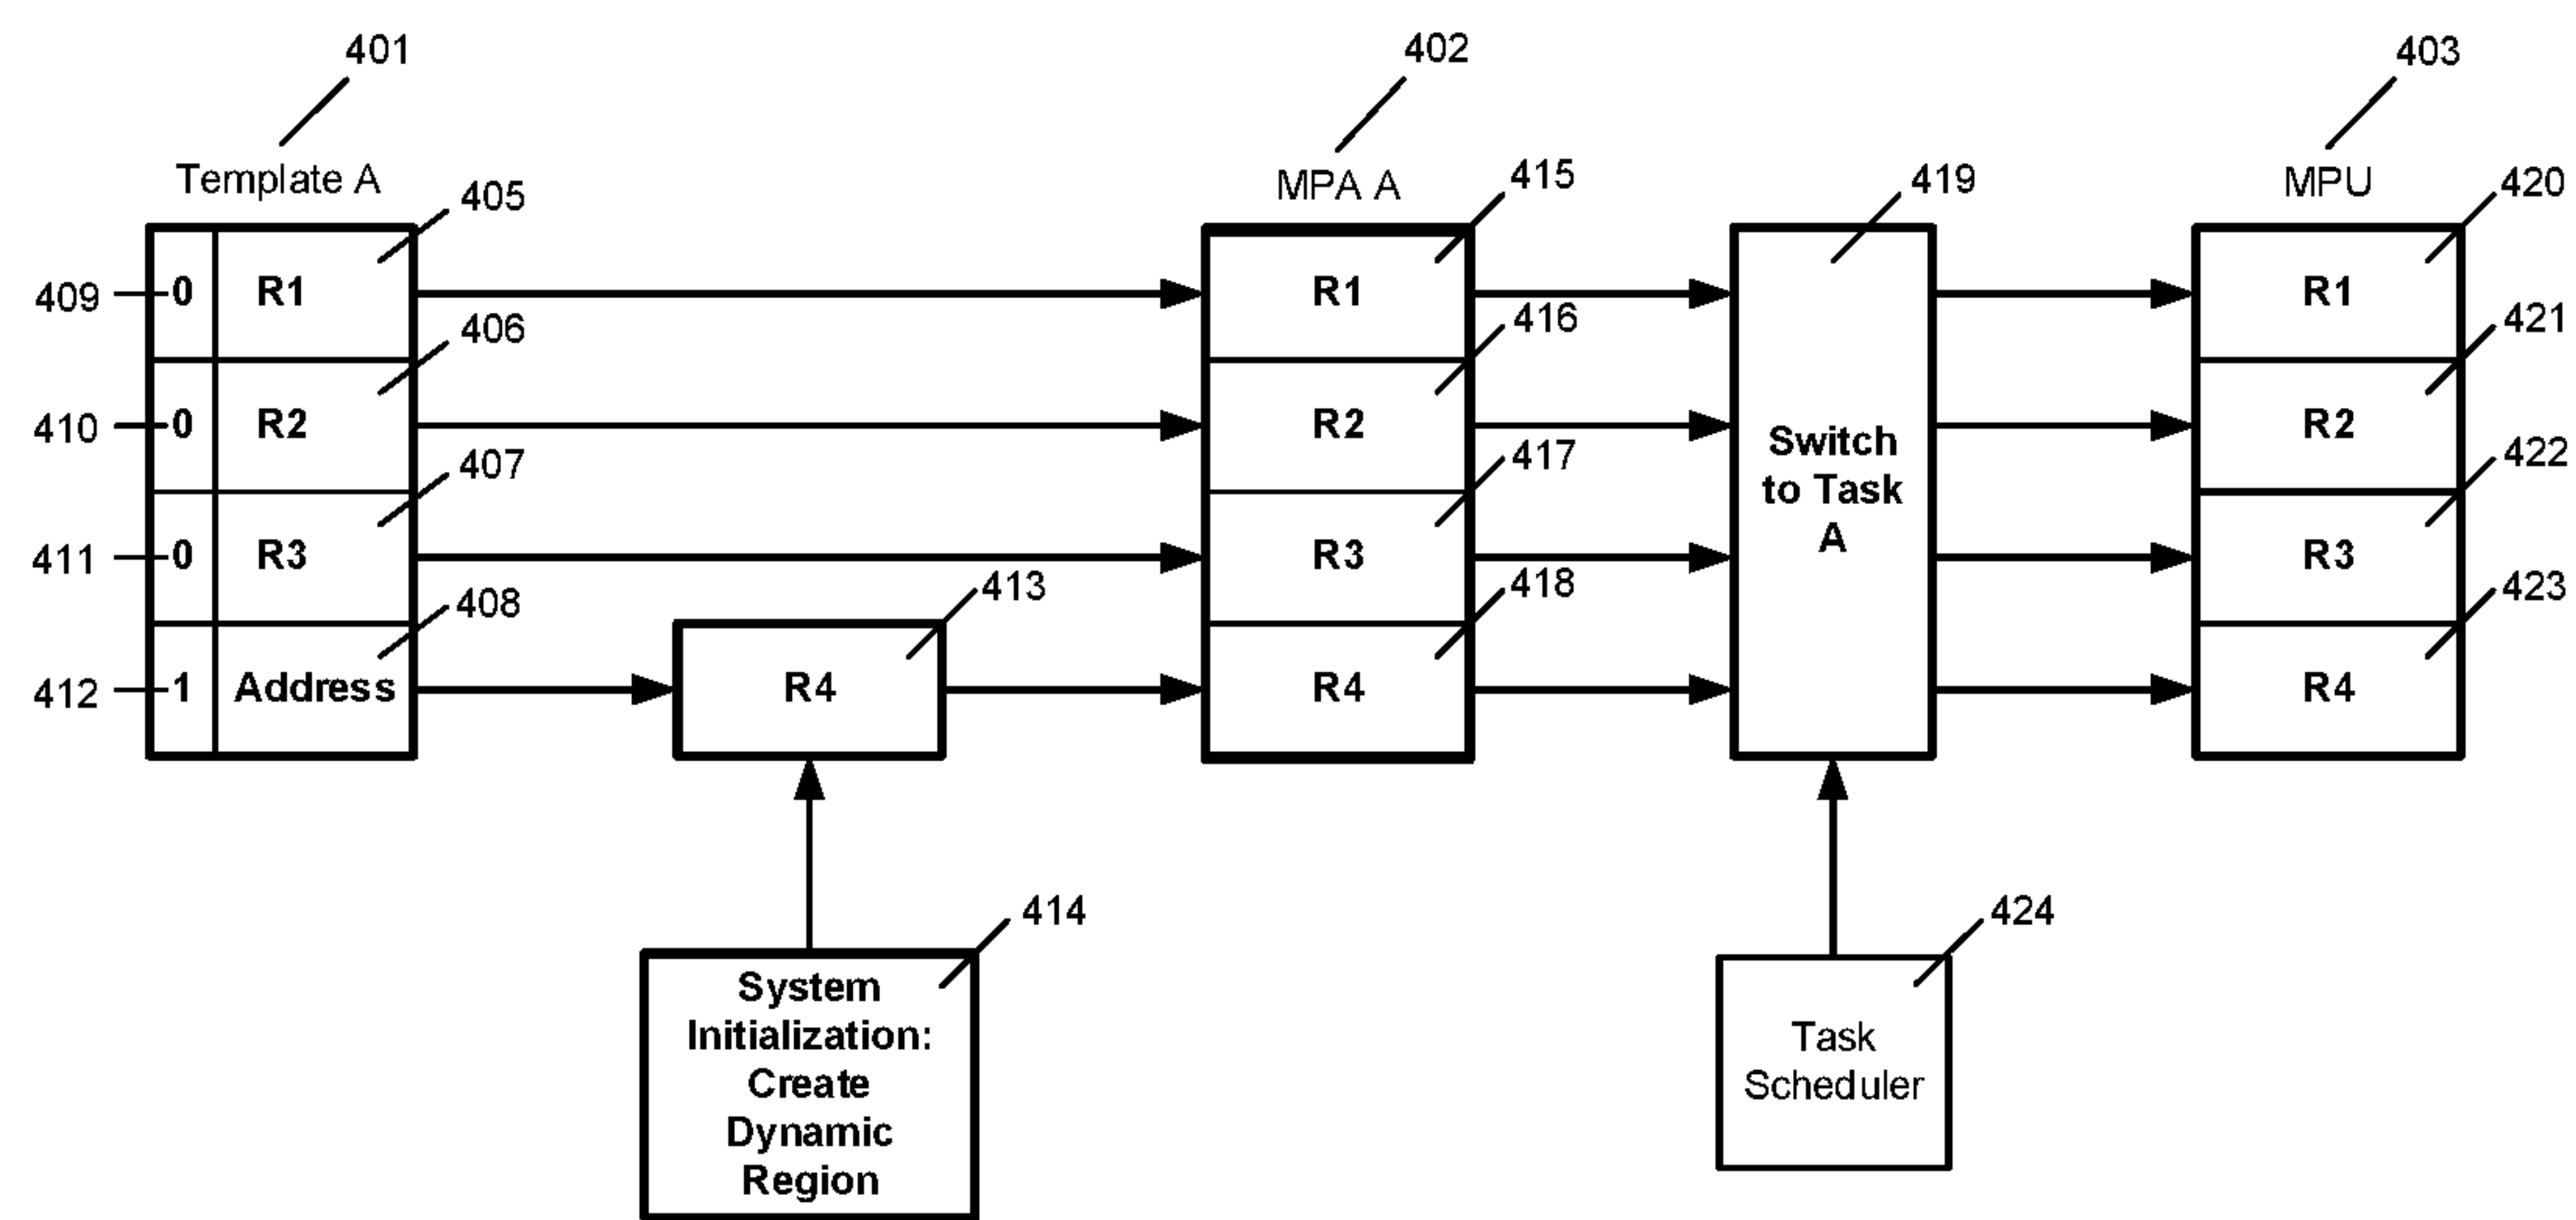 401
402
403
Template A
MPA A
MPU
405
415
419
420
409
0
R1
R1
R1
406
416
421
410
0
R2
R2
Switch
to Task
A
R2
407
417
422
411
0
R3
R3
R3
408
413
418
423
412
1
Address
R4
R4
R4
414
424
System
Initialization:
Create
Dynamic
Region
Task
Scheduler